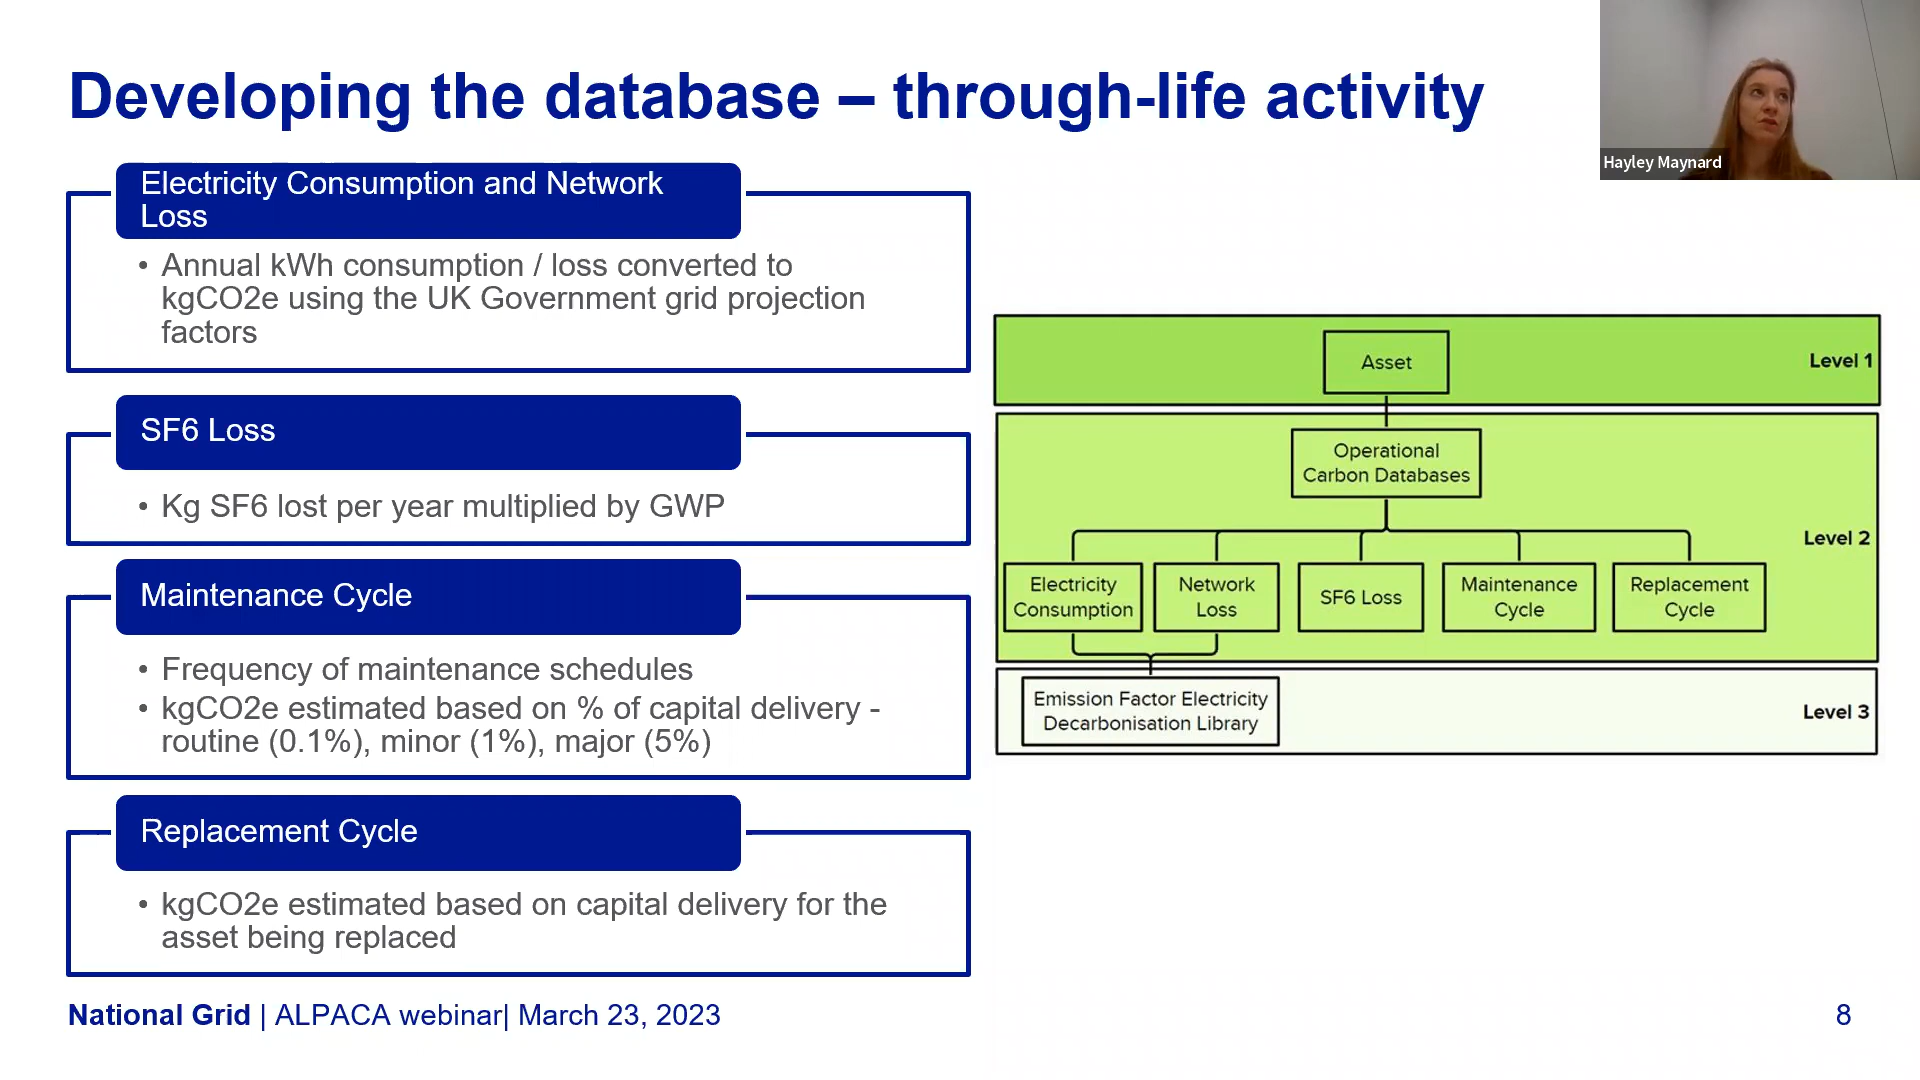 Developing the database – through-life activity
Hayley Maynard
Electricity Consumption and Network
Loss
• Annual kWh consumption / loss converted to
kgCO2e using the UK Government grid projection
factors
SF6 Loss
• Kg SF6 lost per year multiplied by GWP
Maintenance Cycle
• Frequency of maintenance schedules
• kgCO2e estimated based on % of capital delivery -
routine (0.1%), minor (1%), major (5%)
Replacement Cycle
• kgCO2e estimated based on capital delivery for the
asset being replaced
Asset
Level 1
Operational
Carbon Databases
Level 2
Electricity
Consumption
Network
Loss
SF6 Loss
Maintenance
Cycle
Replacement
Cycle
Emission Factor Electricity
Decarbonisation Library
Level 3
National Grid | ALPACA webinar| March 23, 2023
8